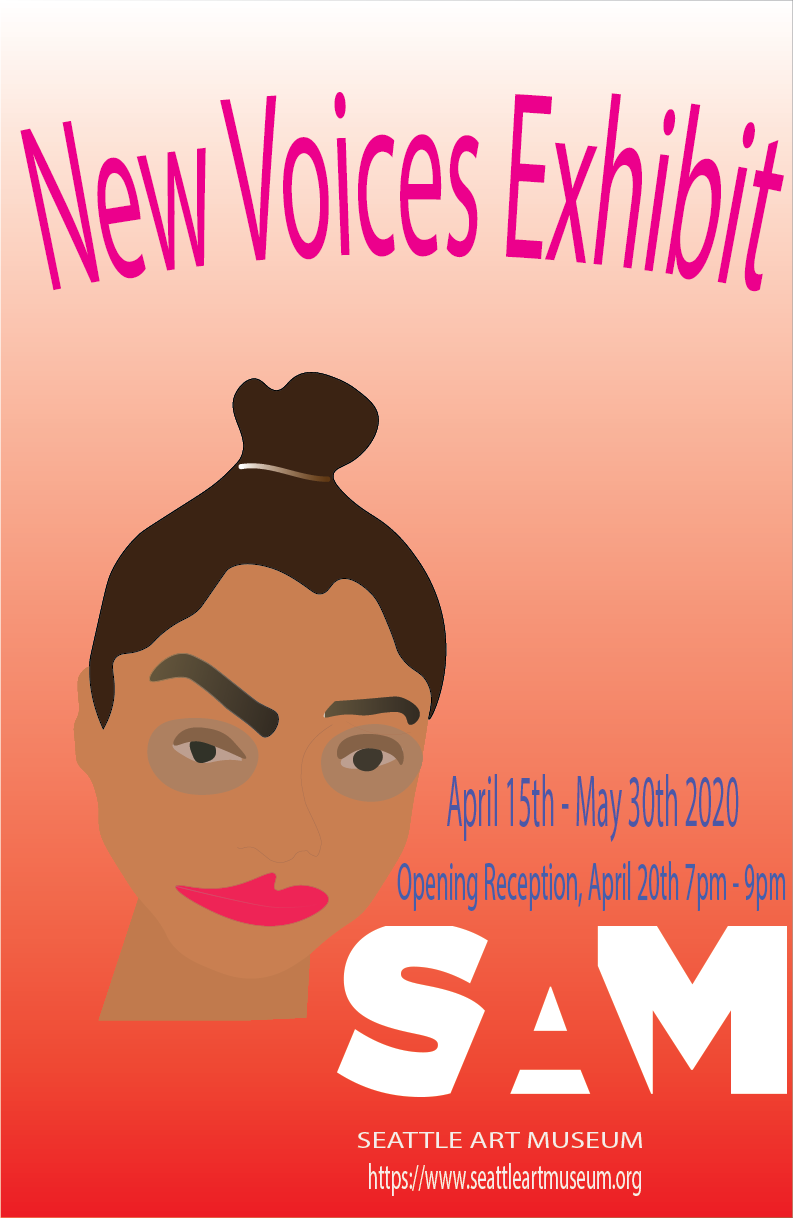 New Voices Exhibit
April 15th - May 30th 2020
Opening Reception, April 20th 7pm - 9pm
SAM
SEATTLE ART MUSEUM
https://www.seattleartmuseum.org